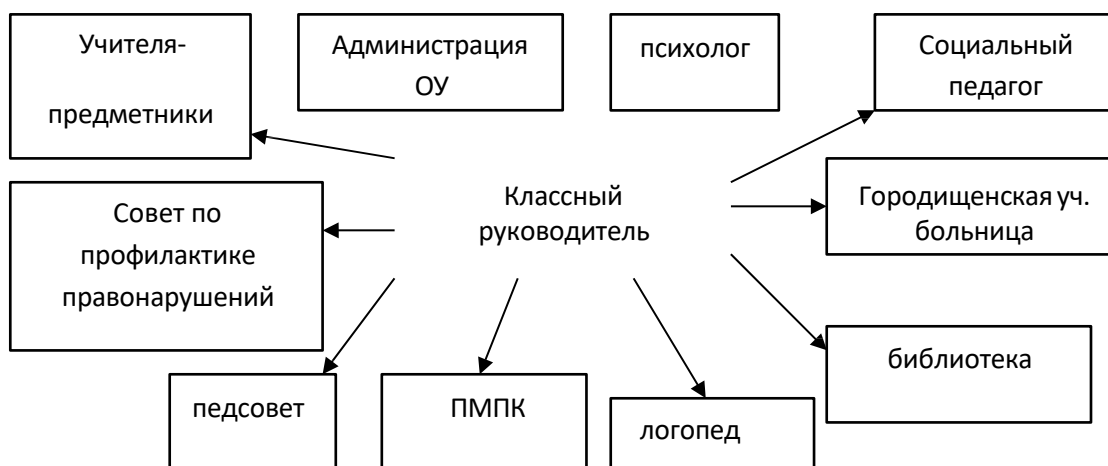 Учителя-
предметники
Администрация
ОУ
психолог
Социальный
педагог
Классный
руководитель
Совет по
профилактике
правонарушений
Городищенская уч.
больница
библиотека
педсовет
ПМПК
логопед